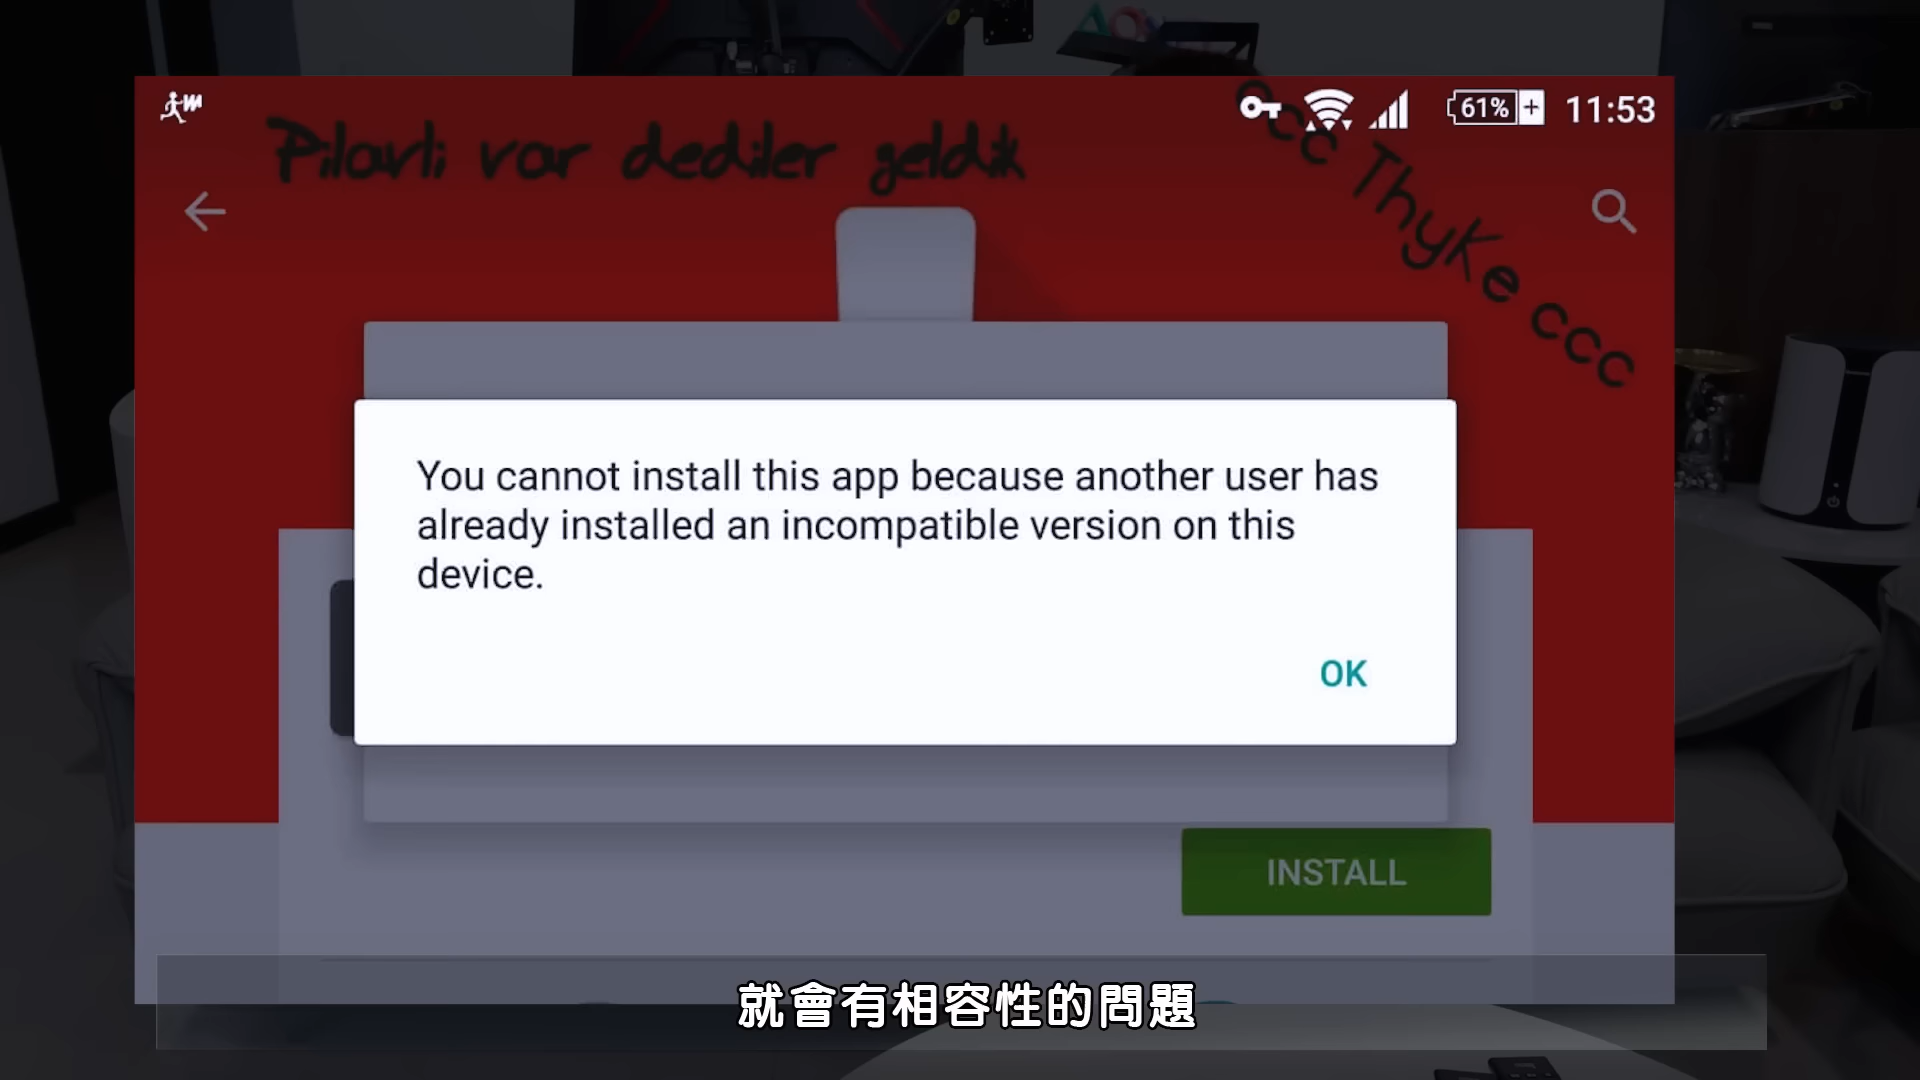 61%
11:53
Pilavli var dediler geldik
ccc Thyke ccc
You cannot install this app because another user has
already installed an incompatible version on this
device.
OK
INSTALL
就會有相容性的問題